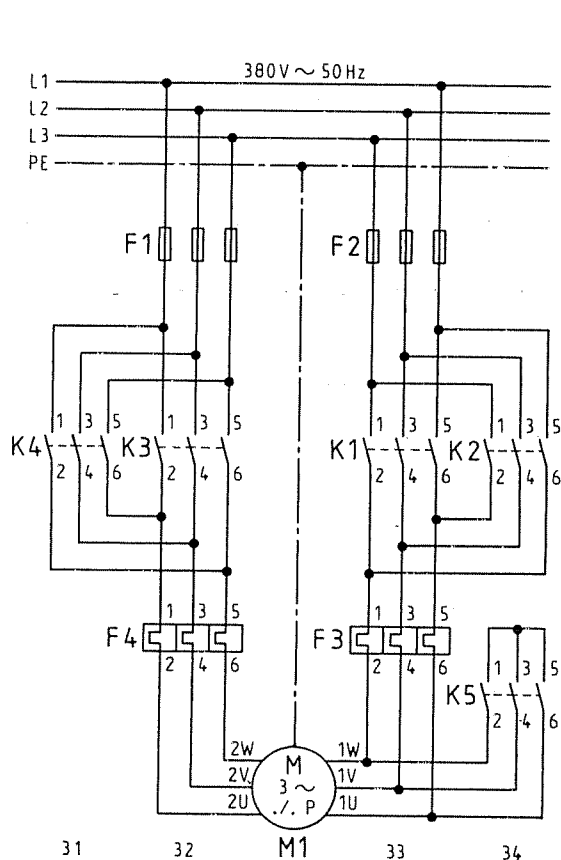 380V ~ 50Hz
L1
L2
L3
PE
F1 F2
1 3 5 1 3 5 1 3 5 1 3 5
K4 K3 K1 K2
2 4 6 2 4 6 2 4 6 2 4 6
1 3 5 1 3 5
F4 F3
2 4 6 2 4 6
1 3 5
K5
2 4 6
2W M 1W
2V 3 ~ 1V
2U ./. P 1U
M1
31 32 33 34